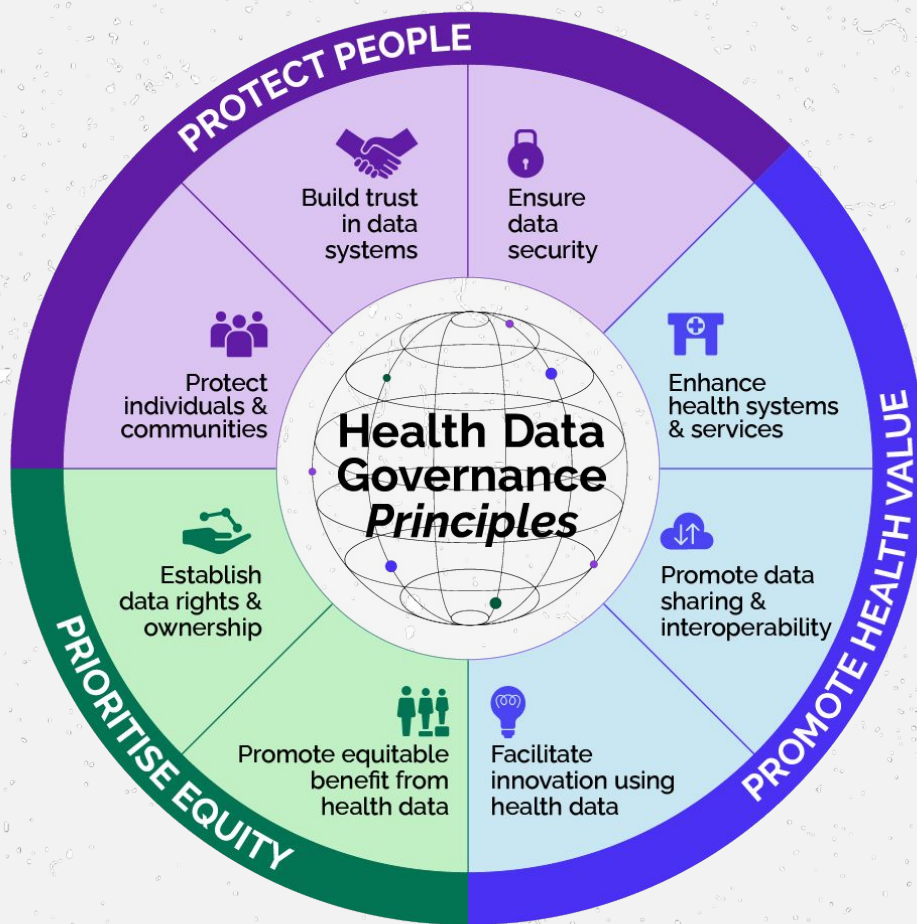 PROTECT PEOPLE
Build trust
in data
systems
Ensure
data
security
Protect
individuals &
communities
Enhance
health systems
& services
Health Data
Governance
Principles
PROMOTE HEALTH VALUE
Establish
data rights &
ownership
Promote data
sharing &
interoperability
PRIORITISE EQUITY
Promote equitable
benefit from
health data
Facilitate
innovation using
health data